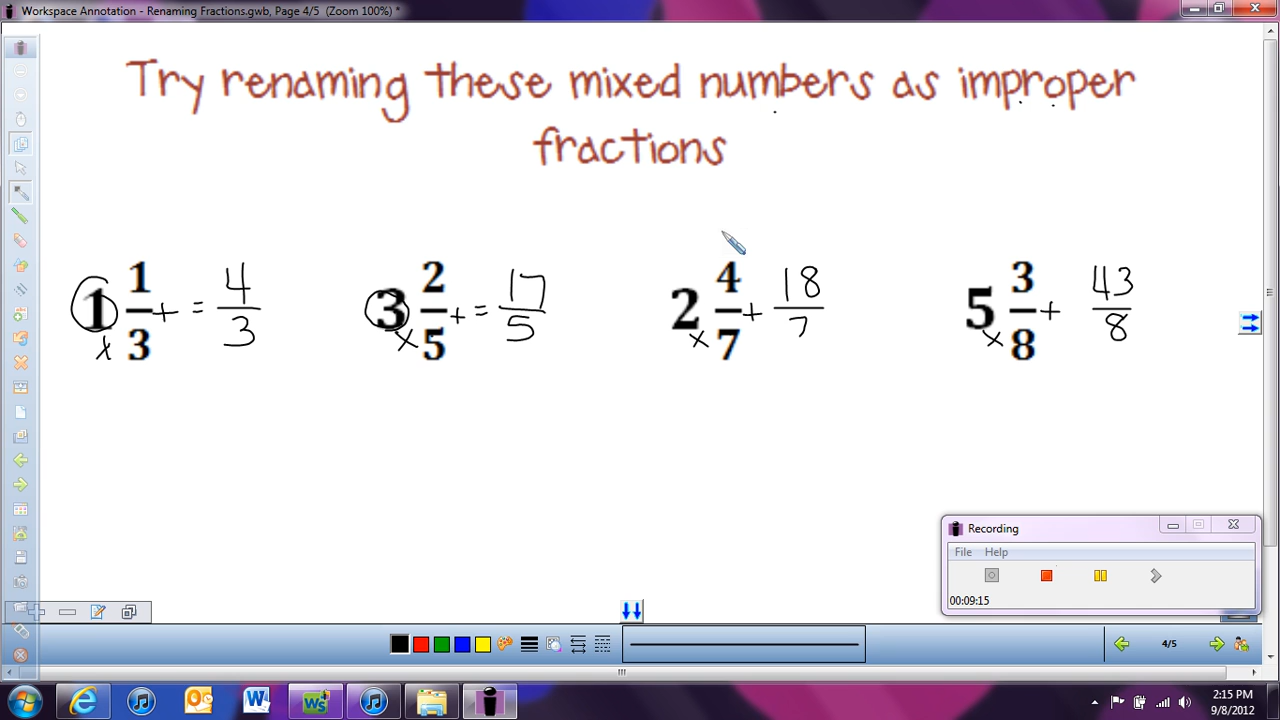 Workspace Annotation - Renaming Fractions.gwb, Page 4/5 (Zoom 100%) *
Try renaming these mixed numbers as improper
fractions
1 1/3 + = 4/3
x
3 2/5 + = 17/5
x
2 4/7 + 18/7
x
5 3/8 + 43/8
x
Recording
File Help
00:09:15
4/5
2:15 PM
9/8/2012